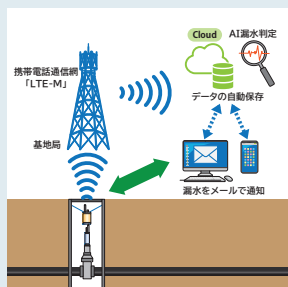 Cloud
AI漏水判定
携帯電話通信網
「LTE-M」
データの自動保存
基地局
漏水をメールで通知